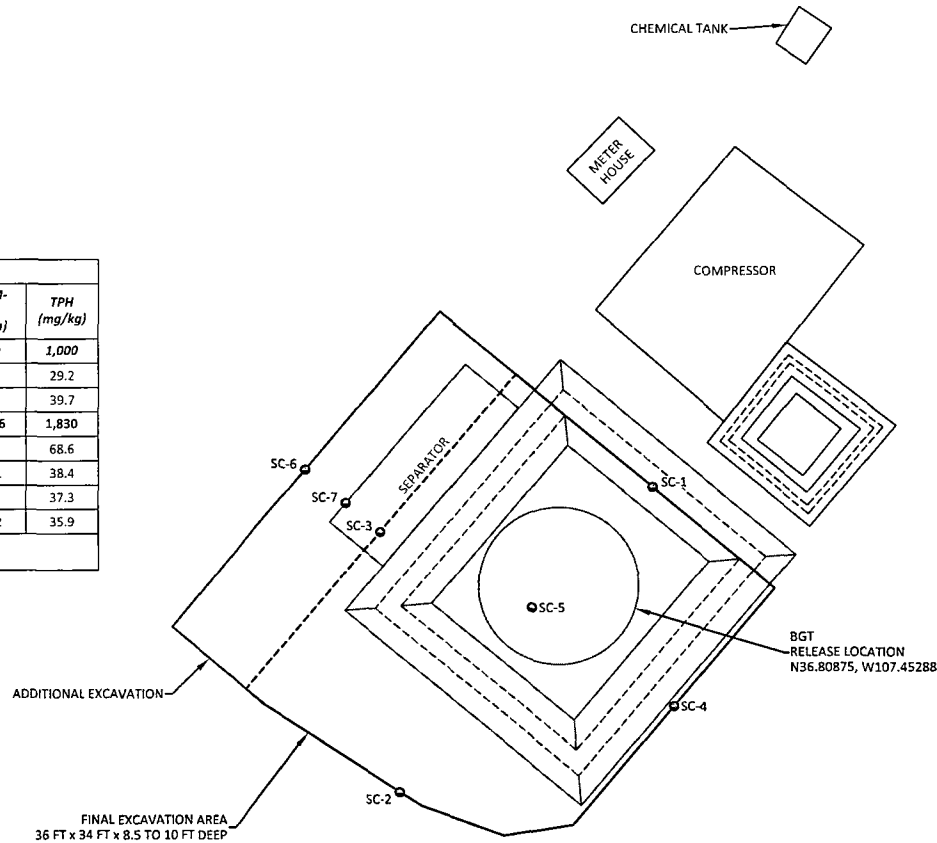 CHEMICAL TANK
METER
HOUSE
COMPRESSOR
TPH
(mg/kg)
1,000
29.2
39.7
1,830
68.6
38.4
37.3
35.9
SEPARATOR
SC-6
SC-7
SC-3
SC-1
SC-5
SC-4
SC-2
BGT
RELEASE LOCATION
N36.80875, W107.45288
ADDITIONAL EXCAVATION
FINAL EXCAVATION AREA
36 FT x 34 FT x 8.5 TO 10 FT DEEP